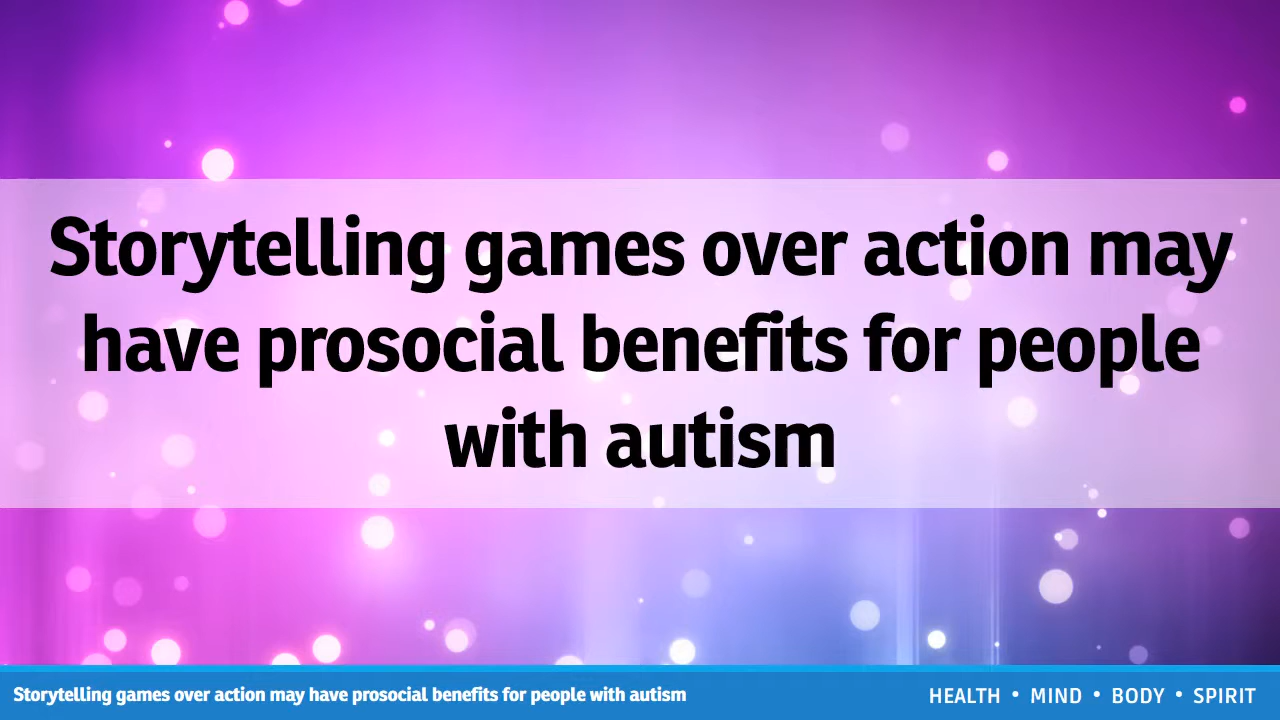 Storytelling games over action may
have prosocial benefits for people
with autism
Storytelling games over action may have prosocial benefits for people with autism
HEALTH • MIND • BODY • SPIRIT